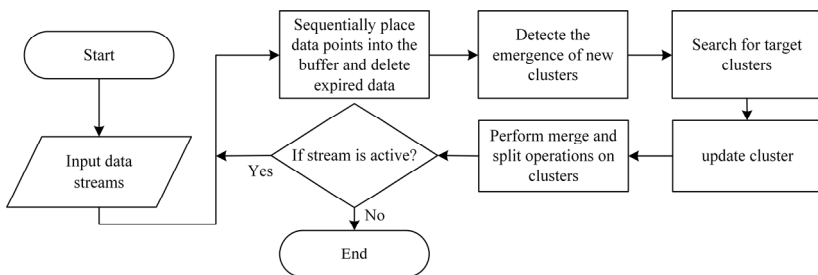 Start
Input data
streams
Sequentially place
data points into the
buffer and delete
expired data
Detecte the
emergence of new
clusters
Search for target
clusters
update cluster
Perform merge and
split operations on
clusters
If stream is active?
Yes
No
End